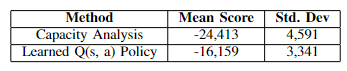 Method Mean Score Std. Dev
Capacity Analysis -24,413 4,591
Learned Q(s, a) Policy -16,159 3,341